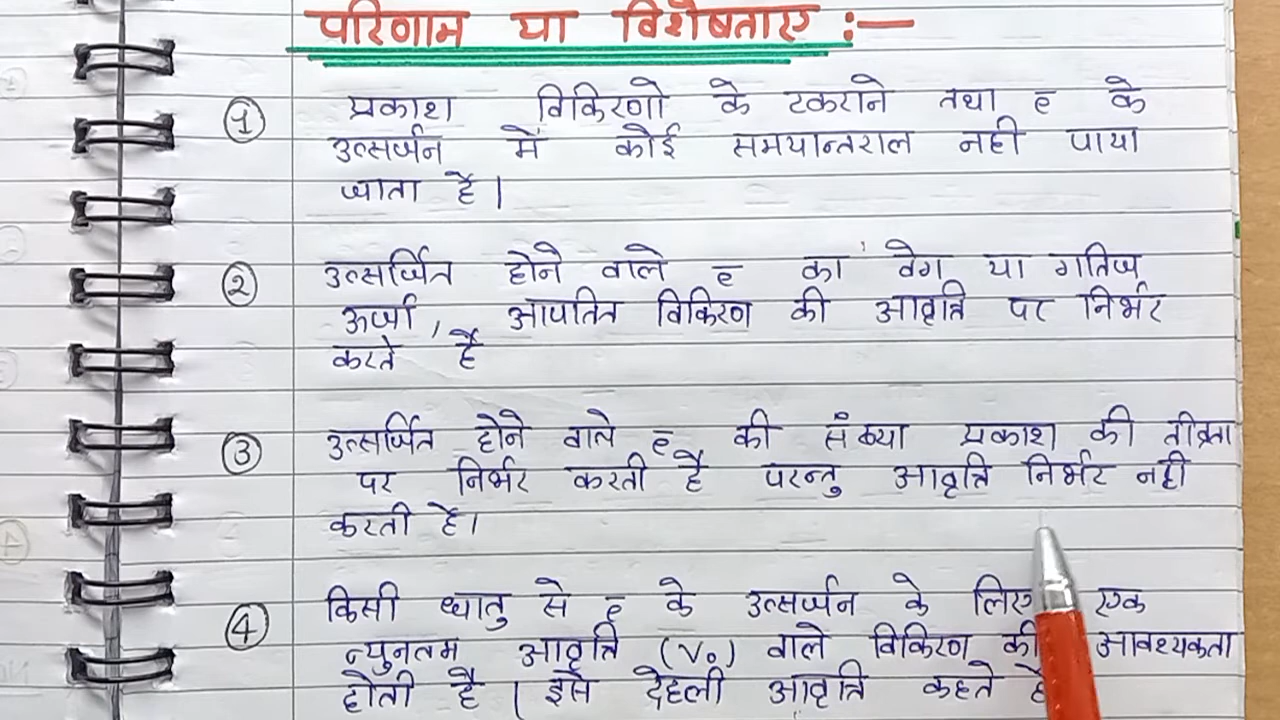 परिणाम या विशेषताए :—
① प्रकाश विकिरणो के टकराने तथा e̅ के
उत्सर्जन में कोई समयान्तराल नही पाया
जाता है।
② उत्सर्जित होने वाले e̅ का वेग या गतिज
ऊर्जा, आपतित विकिरण की आवृत्ति पर निर्भर
करते है
③ उत्सर्जित होने वाले e̅ की संख्या प्रकाश की तीव्रता
पर निर्भर करती है परन्तु आवृत्ति निर्भर नही
करती है।
④ किसी धातु से e̅ के उत्सर्जन के लिए एक
न्युनतम आवृत्ति (V₀) वाले विकिरण की आवश्यकता
होती है। इसे देहली आवृत्ति कहते